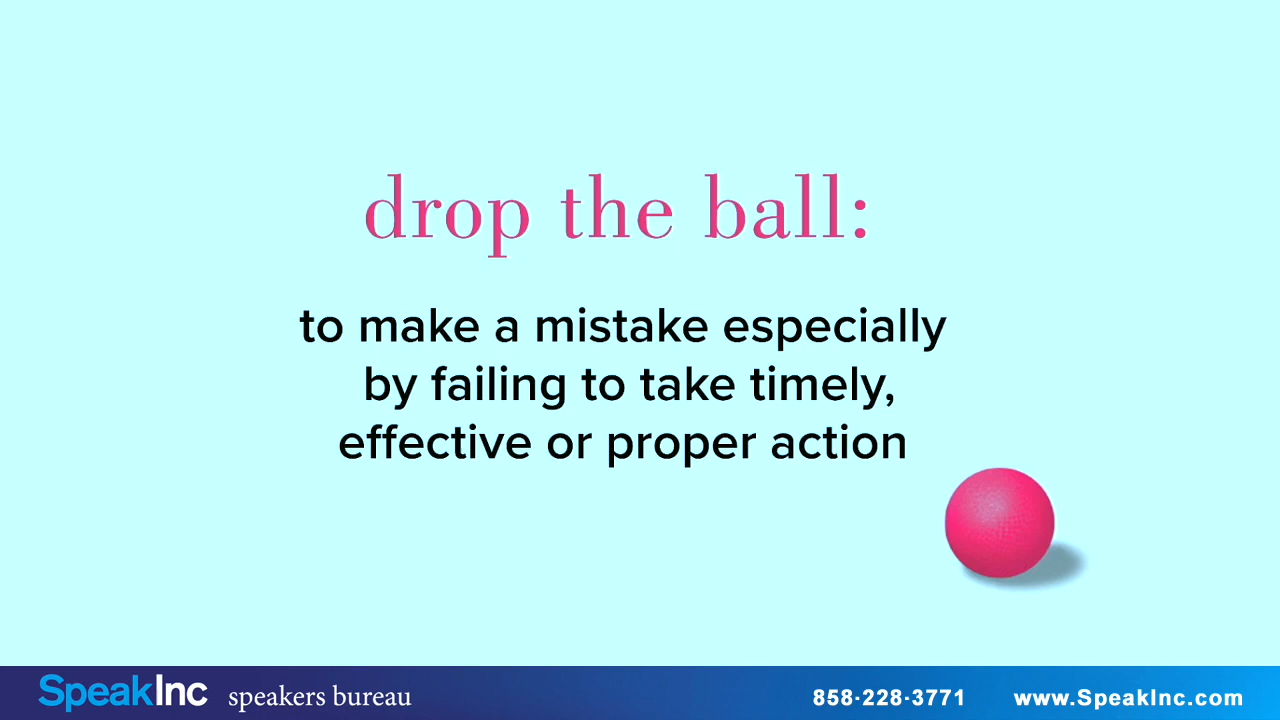 drop the ball:
to make a mistake especially
by failing to take timely,
effective or proper action
SpeakInc speakers bureau
858·228·3771
www.SpeakInc.com